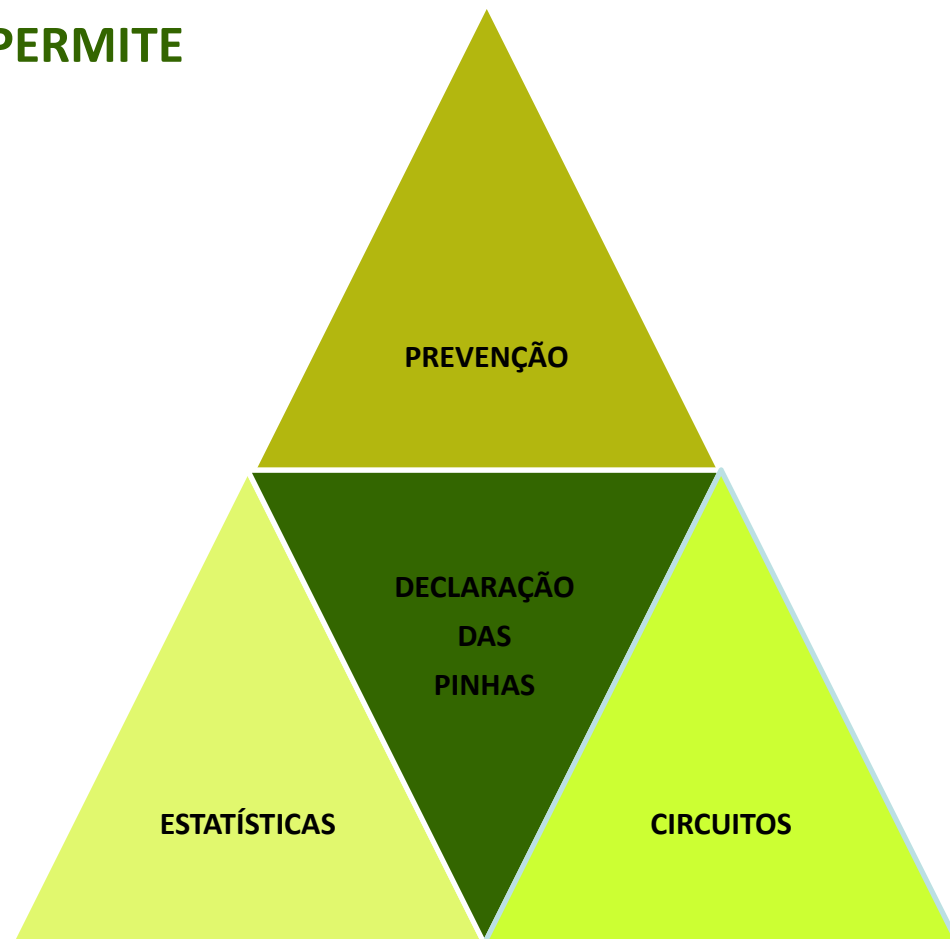 PERMITE
PREVENÇÃO
DECLARAÇÃO
DAS
PINHAS
ESTATÍSTICAS
CIRCUITOS